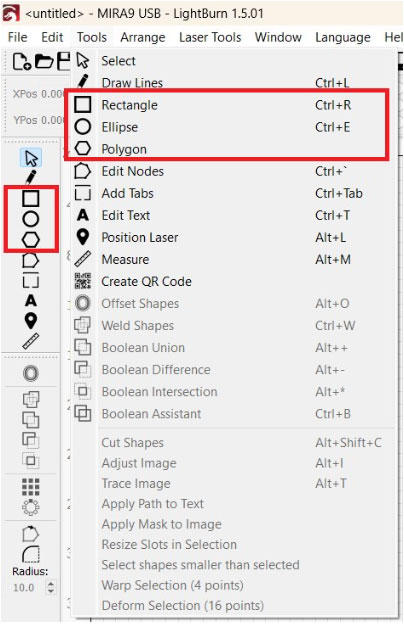 <untitled> - MIRA9 USB - LightBurn 1.5.01
File Edit Tools Arrange Laser Tools Window Language Hel
XPos 0.000
YPos 0.000
Select
Draw Lines Ctrl+L
Rectangle Ctrl+R
Ellipse Ctrl+E
Polygon
Edit Nodes Ctrl+`
Add Tabs Ctrl+Tab
Edit Text Ctrl+T
Position Laser Alt+L
Measure Alt+M
Create QR Code
Offset Shapes Alt+O
Weld Shapes Ctrl+W
Boolean Union Alt++
Boolean Difference Alt+-
Boolean Intersection Alt+*
Boolean Assistant Ctrl+B
Cut Shapes Alt+Shift+C
Adjust Image Alt+I
Trace Image Alt+T
Apply Path to Text
Apply Mask to Image
Resize Slots in Selection
Select shapes smaller than selected
Warp Selection (4 points)
Deform Selection (16 points)
Radius:
10.0